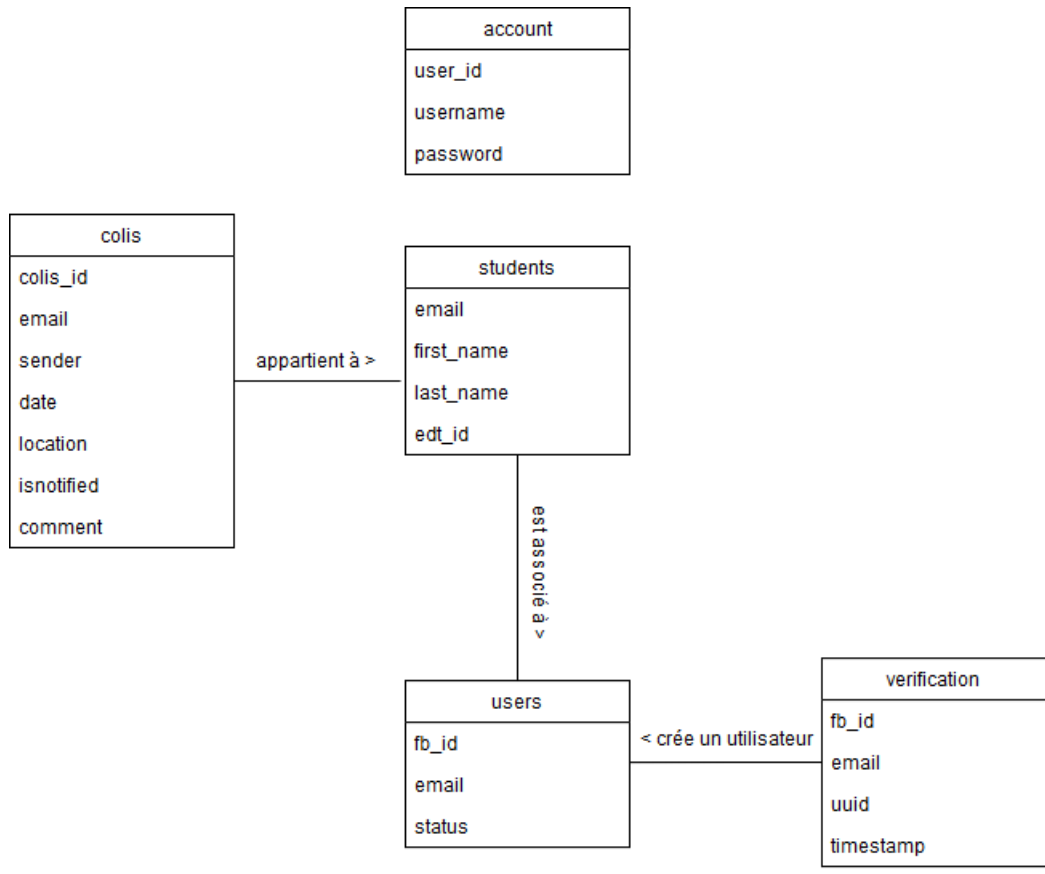 account
user_id
username
password
colis
colis_id
email
sender
date
location
isnotified
comment
appartient à >
students
email
first_name
last_name
edt_id
est associé à >
users
fb_id
email
status
< crée un utilisateur
verification
fb_id
email
uuid
timestamp